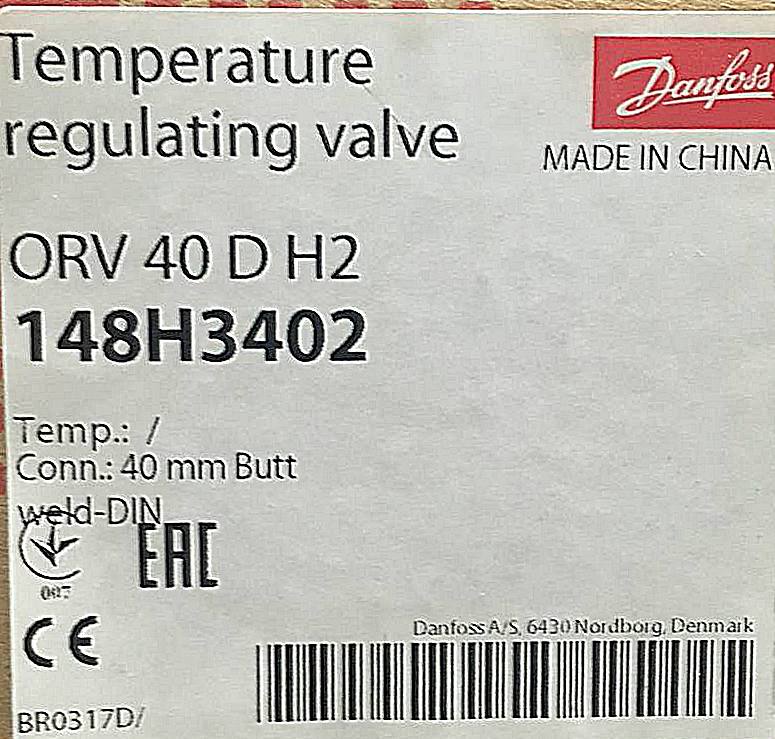 Temperature
regulating valve
Danfoss
MADE IN CHINA
ORV 40 D H2
148H3402
Temp.: /
Conn.: 40 mm Butt
weld-DIN
EAC
007
CE
Danfoss A/S, 6430 Nordborg, Denmark
BR0317D/